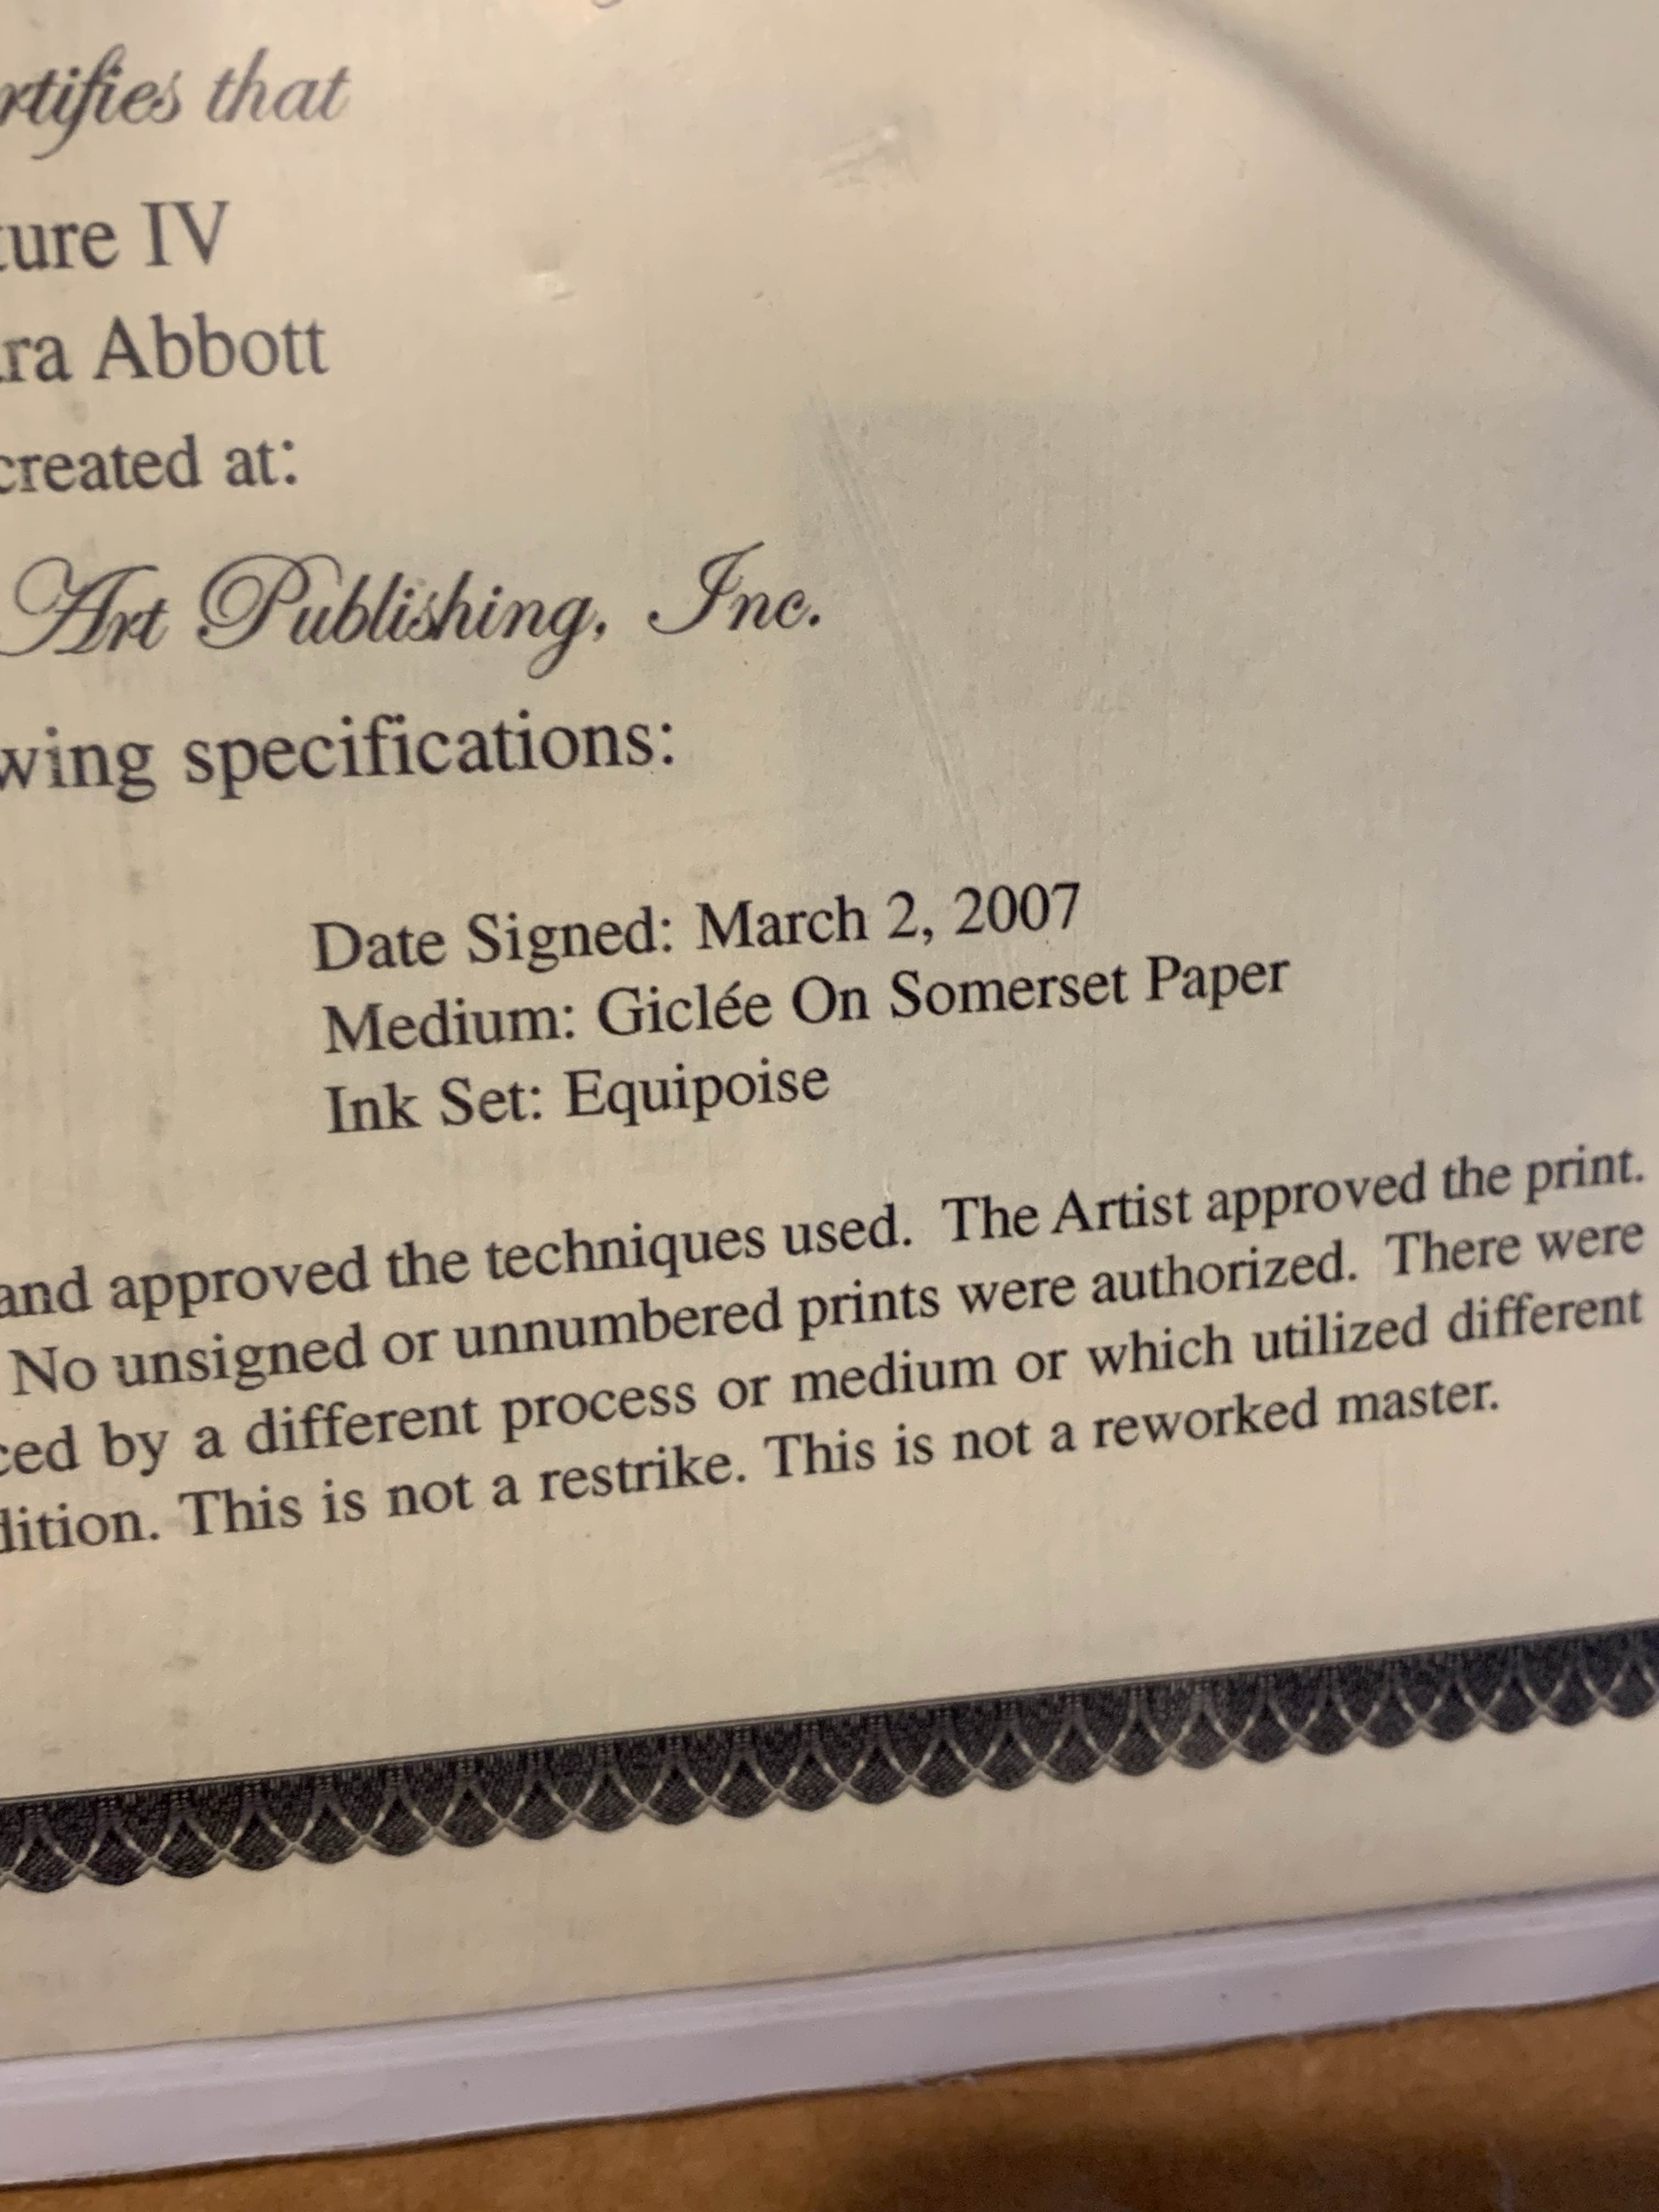 rtifies that
ture IV
ra Abbott
created at:
Art Publishing, Inc.
wing specifications:
Date Signed: March 2, 2007
Medium: Giclée On Somerset Paper
Ink Set: Equipoise
and approved the techniques used. The Artist approved the print.
No unsigned or unnumbered prints were authorized. There were
ced by a different process or medium or which utilized different
dition. This is not a restrike. This is not a reworked master.